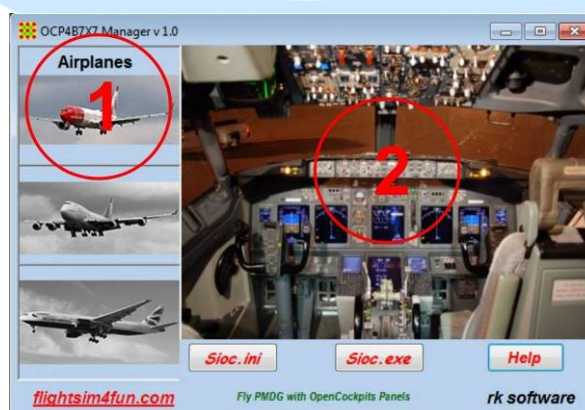 OCP4B7X7 Manager v 1.0
Airplanes
1
2
Sioc.ini
Sioc.exe
Help
flightsim4fun.com
Fly PMDG with OpenCockpits Panels
rk software